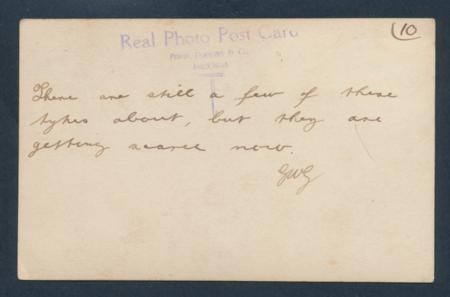 10
Real Photo Post Card
There are still a few of these
tykes about, but they are
getting scarce now.
GWG